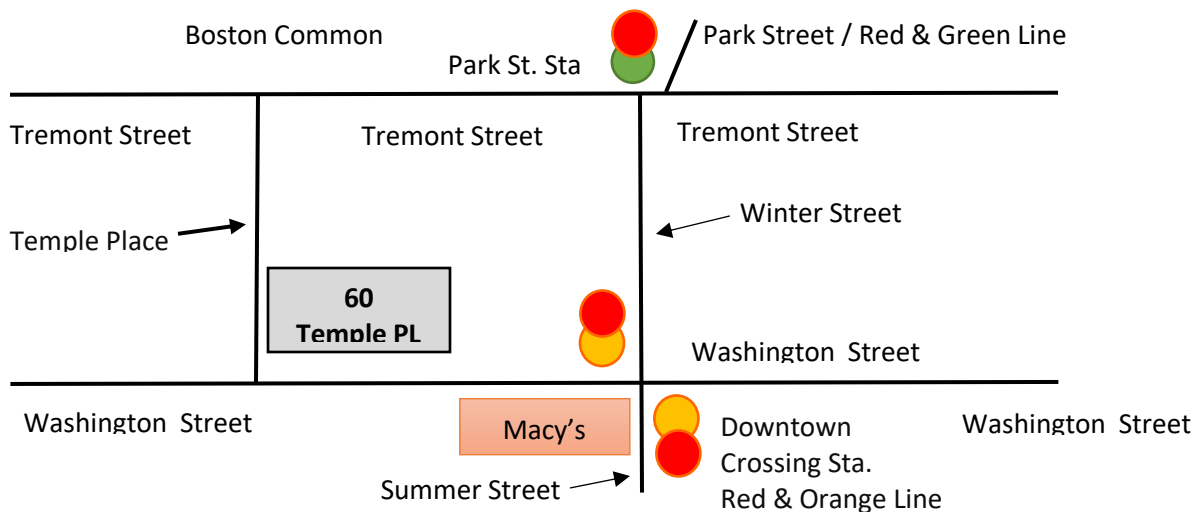 Boston Common
Park Street / Red & Green Line
Park St. Sta
Tremont Street
Tremont Street
Tremont Street
Winter Street
Temple Place
60
Temple PL
Washington  Street
Washington  Street
Macy’s
Downtown
Crossing Sta.
Red & Orange Line
Washington  Street
Summer Street